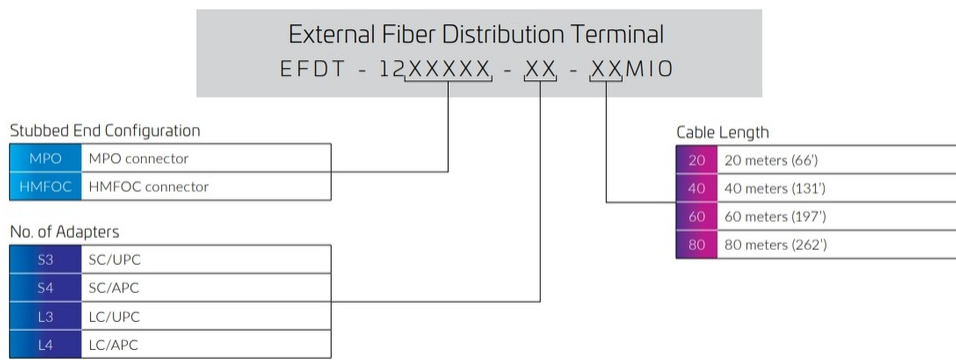 External Fiber Distribution Terminal
EFDT - 12XXXXX - XX - XXMIO
Stubbed End Configuration
MPO MPO connector
HMFOC HMFOC connector
No. of Adapters
S3 SC/UPC
S4 SC/APC
L3 LC/UPC
L4 LC/APC
Cable Length
20 20 meters (66')
40 40 meters (131')
60 60 meters (197')
80 80 meters (262')